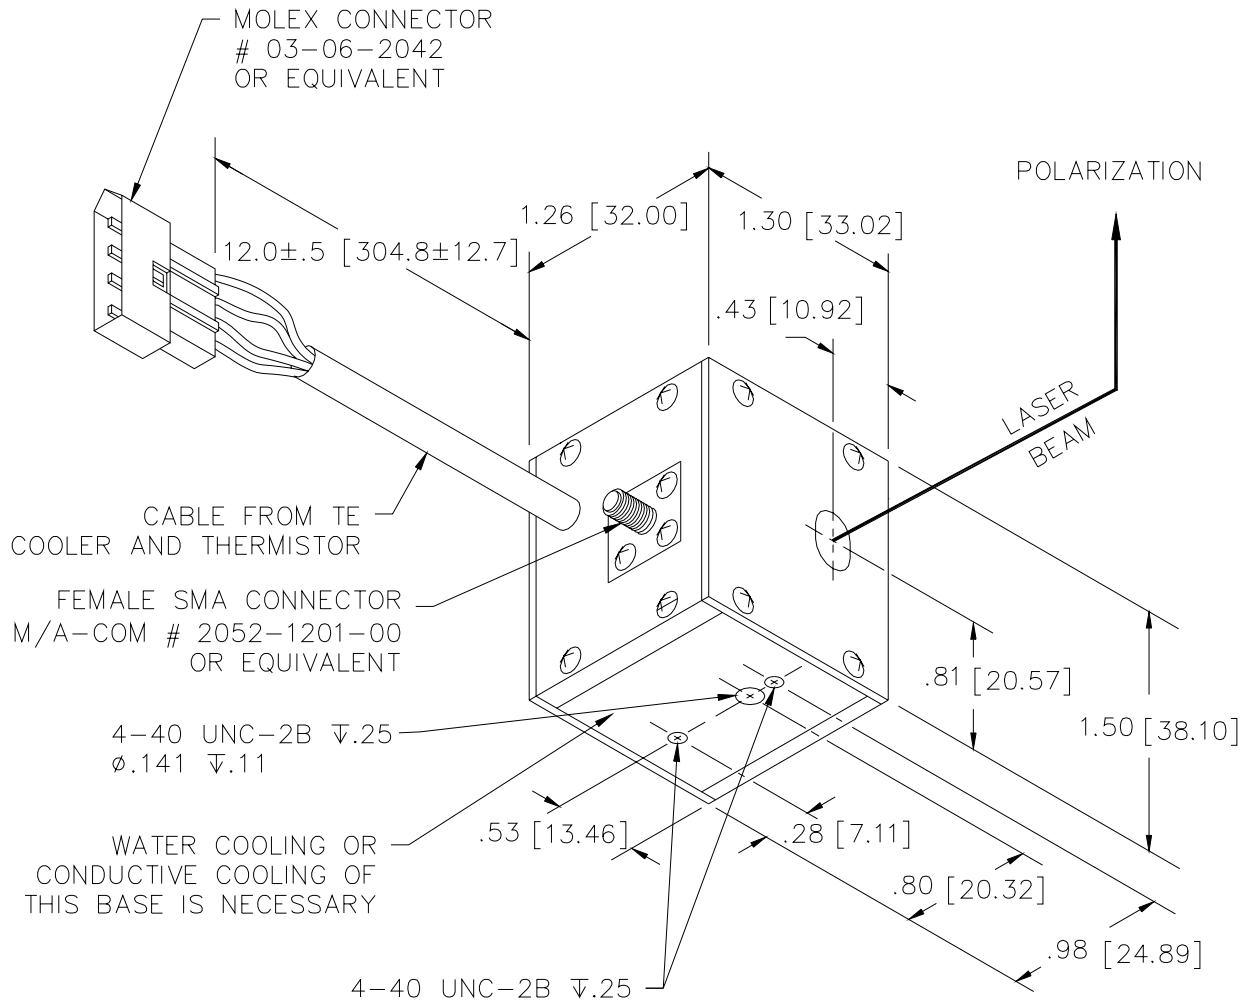 MOLEX CONNECTOR
# 03-06-2042
OR EQUIVALENT
POLARIZATION
1.26 [32.00]
1.30 [33.02]
12.0±.5 [304.8±12.7]
.43 [10.92]
LASER
BEAM
CABLE FROM TE
COOLER AND THERMISTOR
FEMALE SMA CONNECTOR
M/A-COM # 2052-1201-00
OR EQUIVALENT
.81 [20.57]
1.50 [38.10]
4-40 UNC-2B ↧.25
ø.141 ↧.11
.53 [13.46]
.28 [7.11]
WATER COOLING OR
CONDUCTIVE COOLING OF
THIS BASE IS NECESSARY
.80 [20.32]
.98 [24.89]
4-40 UNC-2B ↧.25